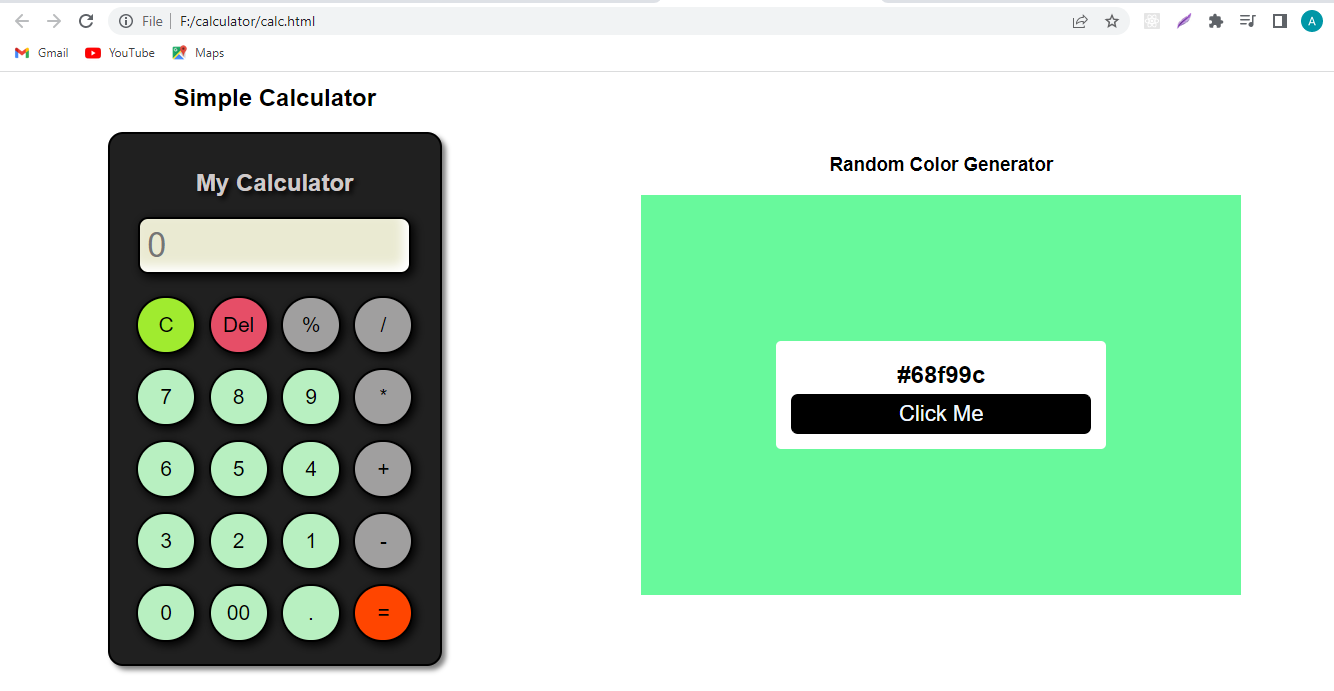 File F:/calculator/calc.html A
Gmail YouTube Maps
Simple Calculator
My Calculator
0
C Del % /
7 8 9 *
6 5 4 +
3 2 1 -
0 00 . =
Random Color Generator
#68f99c
Click Me